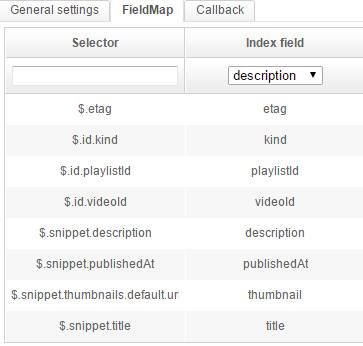 General settings FieldMap Callback
Selector Index field
description
$.etag etag
$.id.kind kind
$.id.playlistId playlistId
$.id.videoId videoId
$.snippet.description description
$.snippet.publishedAt publishedAt
$.snippet.thumbnails.default.url thumbnail
$.snippet.title title